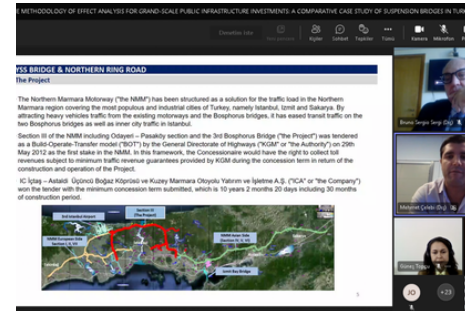 E METHODOLOGY OF EFFECT ANALYSIS FOR GRAND-SCALE PUBLIC INFRASTRUCTURE INVESTMENTS: A COMPARATIVE CASE STUDY OF SUSPENSION BRIDGES IN TURK
Kişiler
Sohbet
Tepkiler
Tümü
Kamera
Mikrofon
YSS BRIDGE & NORTHERN RING ROAD
The Project
The Northern Marmara Motorway ("the NMM") has been structured as a solution for the traffic load in the Northern
Marmara region covering the most populous and industrial cities of Turkey, namely Istanbul, Izmit and Sakarya. By
attracting heavy vehicles traffic from the existing motorways and the Bosphorus bridges, it has eased transit traffic on the
two Bosphorus bridges as well as inner city traffic in Istanbul.
Section III of the NMM including Odayeri – Paşaköy section and the 3rd Bosphorus Bridge ("the Project") was tendered
as a Build-Operate-Transfer model ("BOT") by the General Directorate of Highways ("KGM" or "the Authority") on 29th
May 2012 as the first stake in the NMM. In this framework, the Concessionaire would have the right to collect toll
revenues subject to minimum traffic revenue guarantees provided by KGM during the concession term in return of the
construction and operation of the Project.
IC İçtaş – Astaldi Üçüncü Boğaz Köprüsü ve Kuzey Marmara Otoyolu Yatırım ve İşletme A.Ş. ("ICA" or "the Company")
won the tender with the minimum concession term submitted, which is 10 years 2 months 20 days including 30 months
of construction period.
3rd Istanbul Airport
Section III
(The Project)
NMM European Side
NMM Asian Side
Izmit Bay Bridge
5
Bruno Sergio Sergi
Mehmet Çelebi
Güneş Topçu
JO
+23